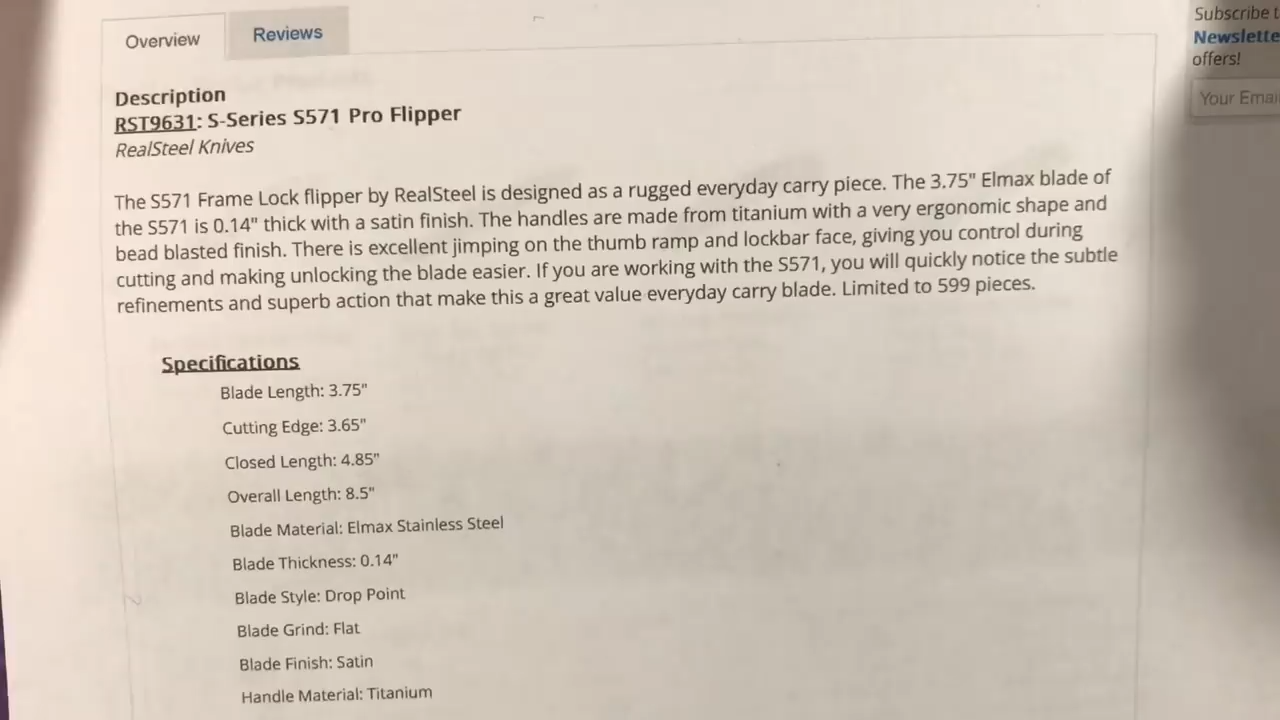 Overview
Reviews
Subscribe t
Newslette
offers!
Your Emai
Description
RST9631: S-Series S571 Pro Flipper
RealSteel Knives
The S571 Frame Lock flipper by RealSteel is designed as a rugged everyday carry piece. The 3.75" Elmax blade of
the S571 is 0.14" thick with a satin finish. The handles are made from titanium with a very ergonomic shape and
bead blasted finish. There is excellent jimping on the thumb ramp and lockbar face, giving you control during
cutting and making unlocking the blade easier. If you are working with the S571, you will quickly notice the subtle
refinements and superb action that make this a great value everyday carry blade. Limited to 599 pieces.
Specifications
Blade Length: 3.75"
Cutting Edge: 3.65"
Closed Length: 4.85"
Overall Length: 8.5"
Blade Material: Elmax Stainless Steel
Blade Thickness: 0.14"
Blade Style: Drop Point
Blade Grind: Flat
Blade Finish: Satin
Handle Material: Titanium